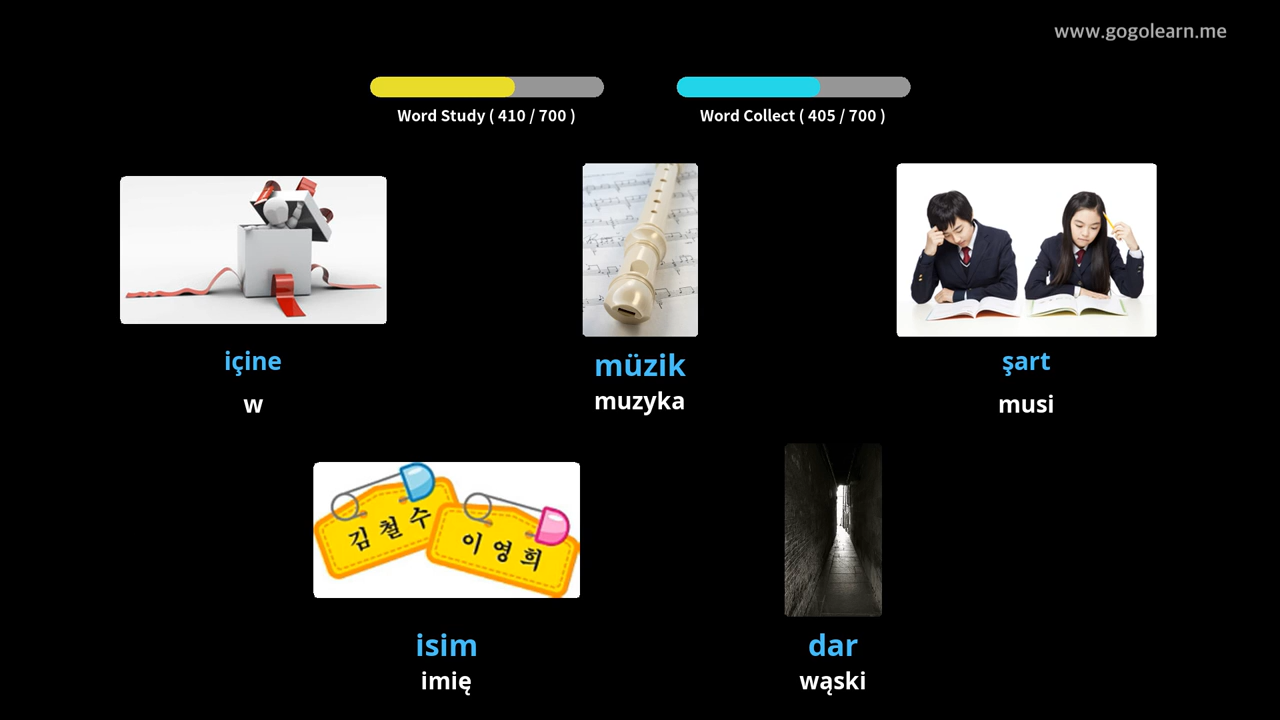 www.gogolearn.me
Word Study ( 410 / 700 )
Word Collect ( 405 / 700 )
içine
w
müzik
muzyka
şart
musi
김철수
이영희
isim
imię
dar
wąski